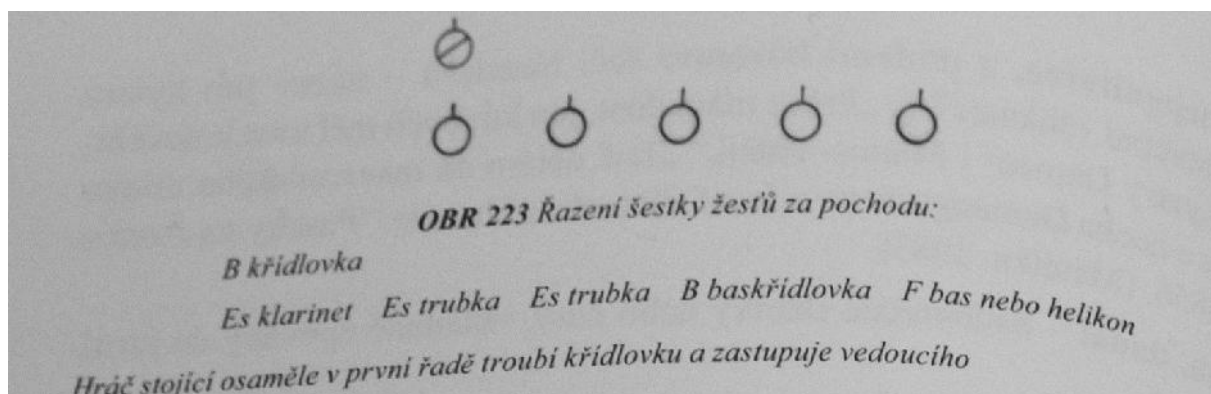 OBR 223 Řazení šestky žesťů za pochodu:
B křídlovka
Es klarinet Es trubka Es trubka B baskřídlovka F bas nebo helikon
Hráč stojící osaměle v první řadě troubí křídlovku a zastupuje vedoucího